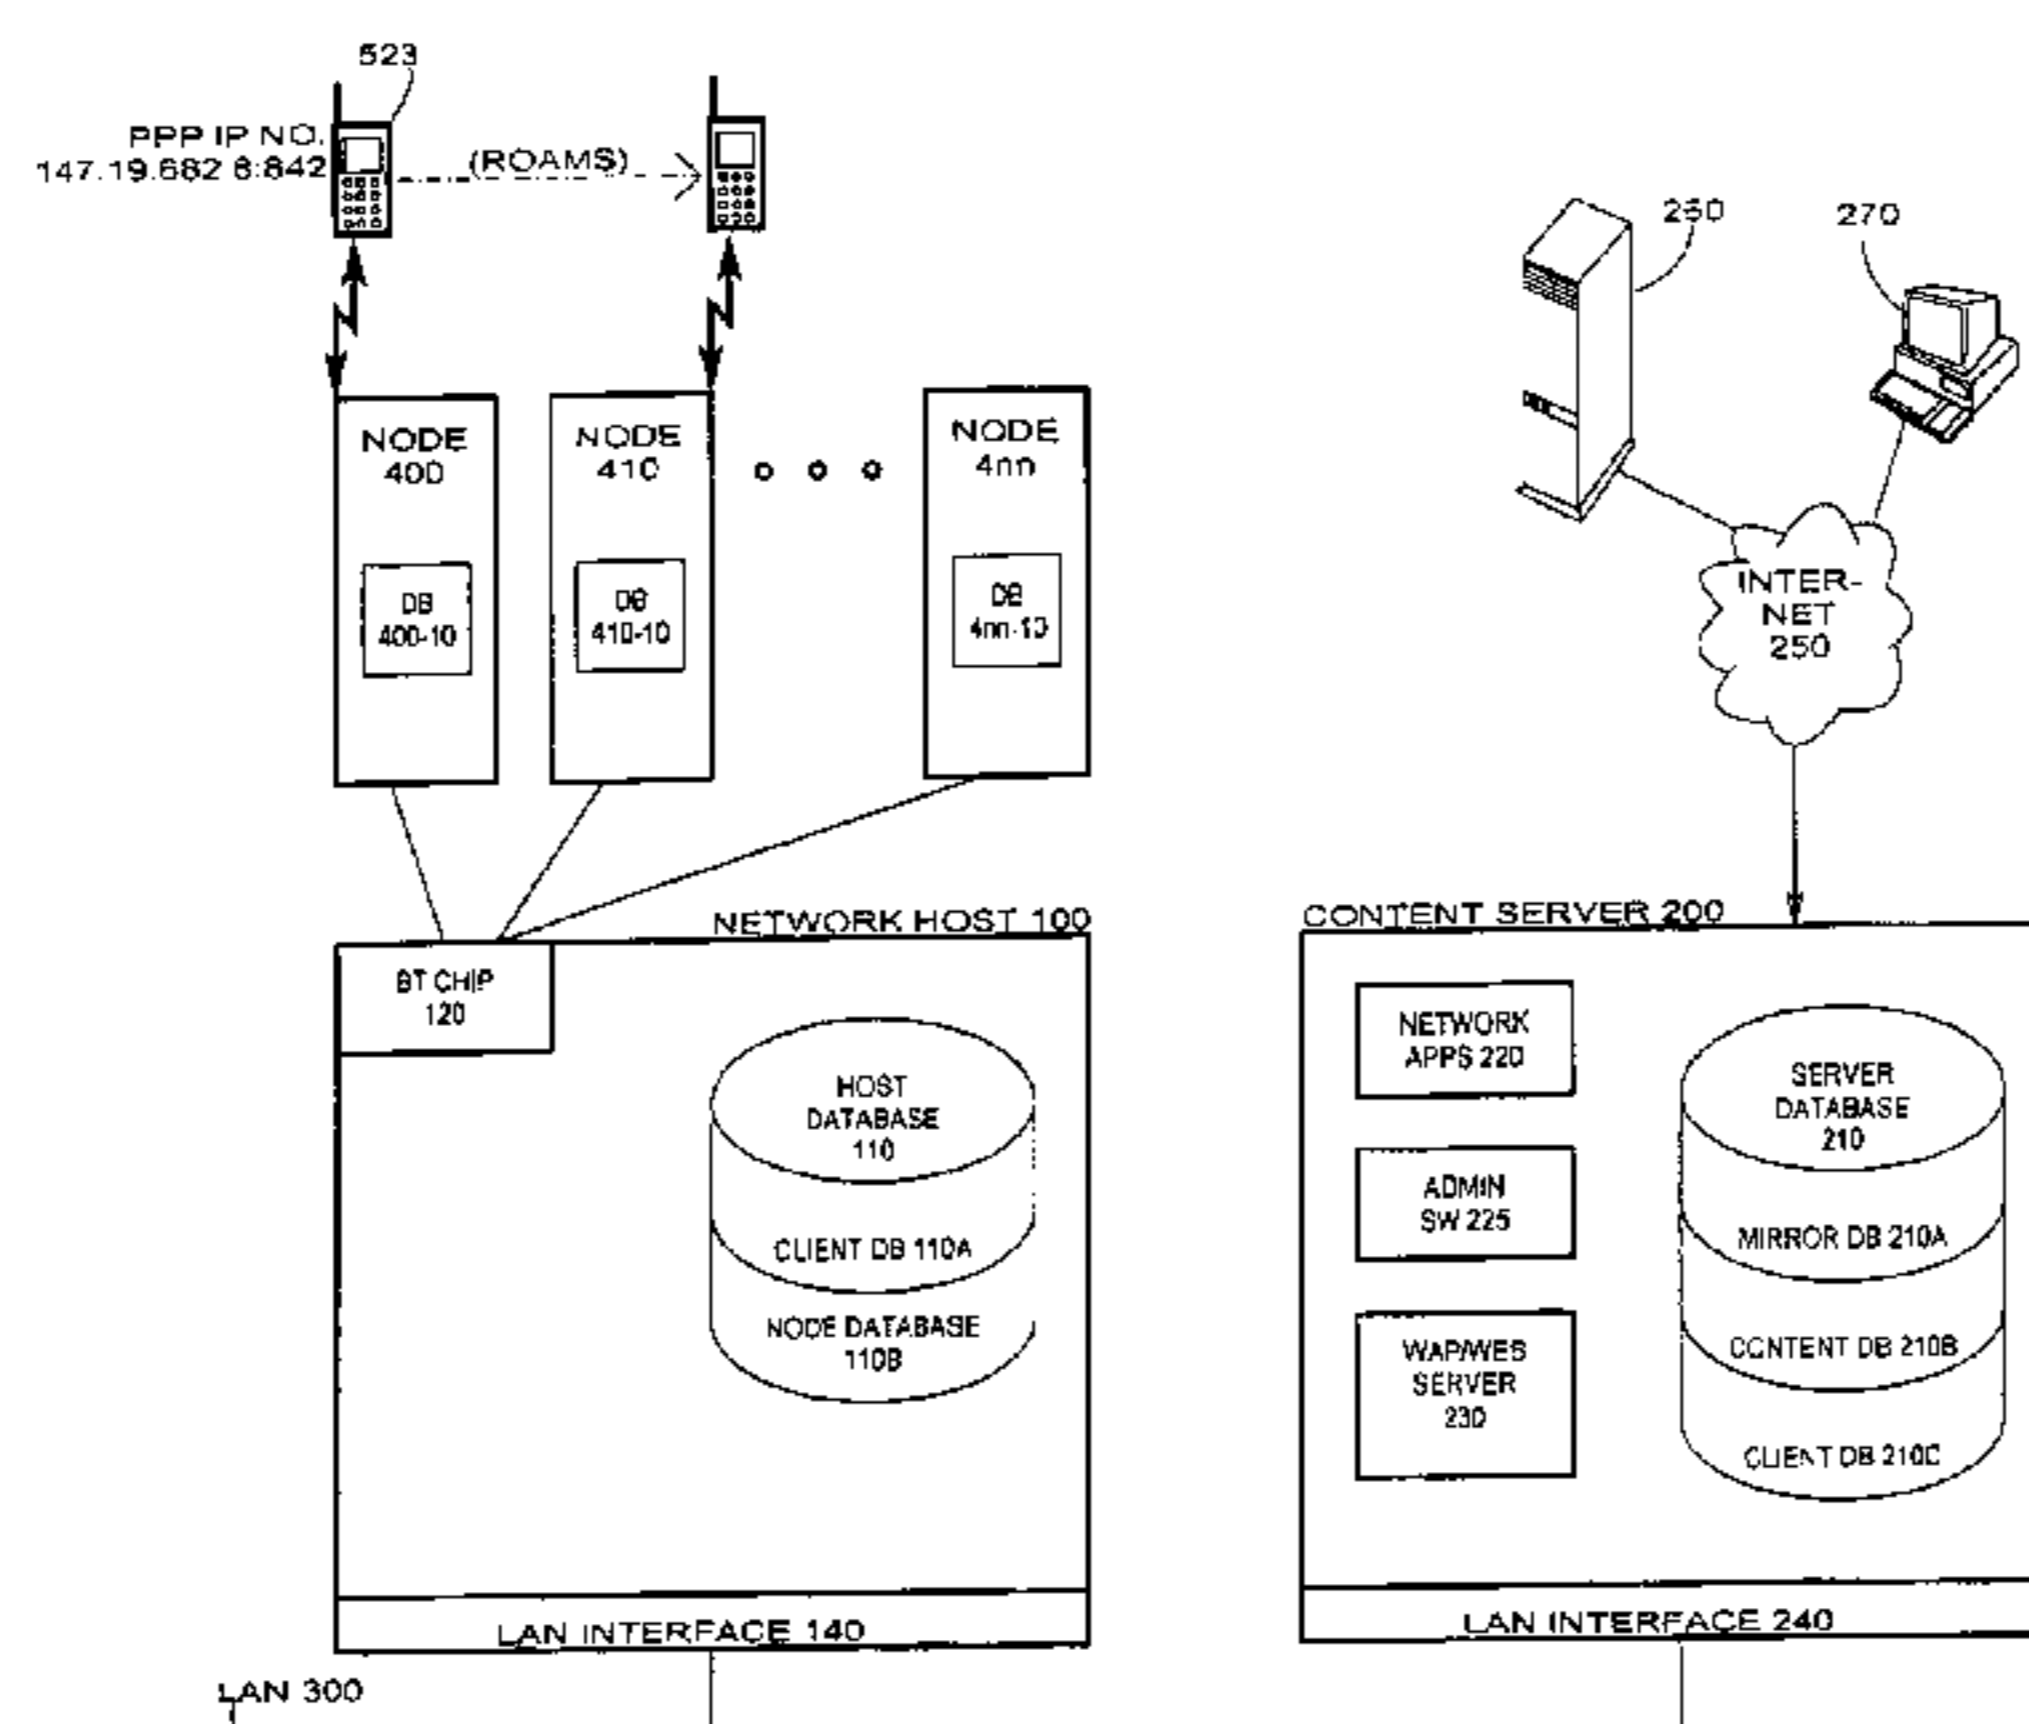 523
PPP IP NO.
147.19.682 6:842
(ROAMS)
260
270
NODE
400
NODE
410
NODE
4nn
DB
400-10
DB
410-10
DB
4nn-10
INTER-
NET
250
NETWORK HOST 100
CONTENT SERVER 200
BT CHIP
120
HOST
DATABASE
110
CLIENT DB 110A
NODE DATABASE
110B
NETWORK
APPS 220
ADMIN
SW 225
WAP/WEB
SERVER
230
SERVER
DATABASE
210
MIRROR DB 210A
CONTENT DB 210B
CLIENT DB 210C
LAN INTERFACE 140
LAN INTERFACE 240
LAN 300